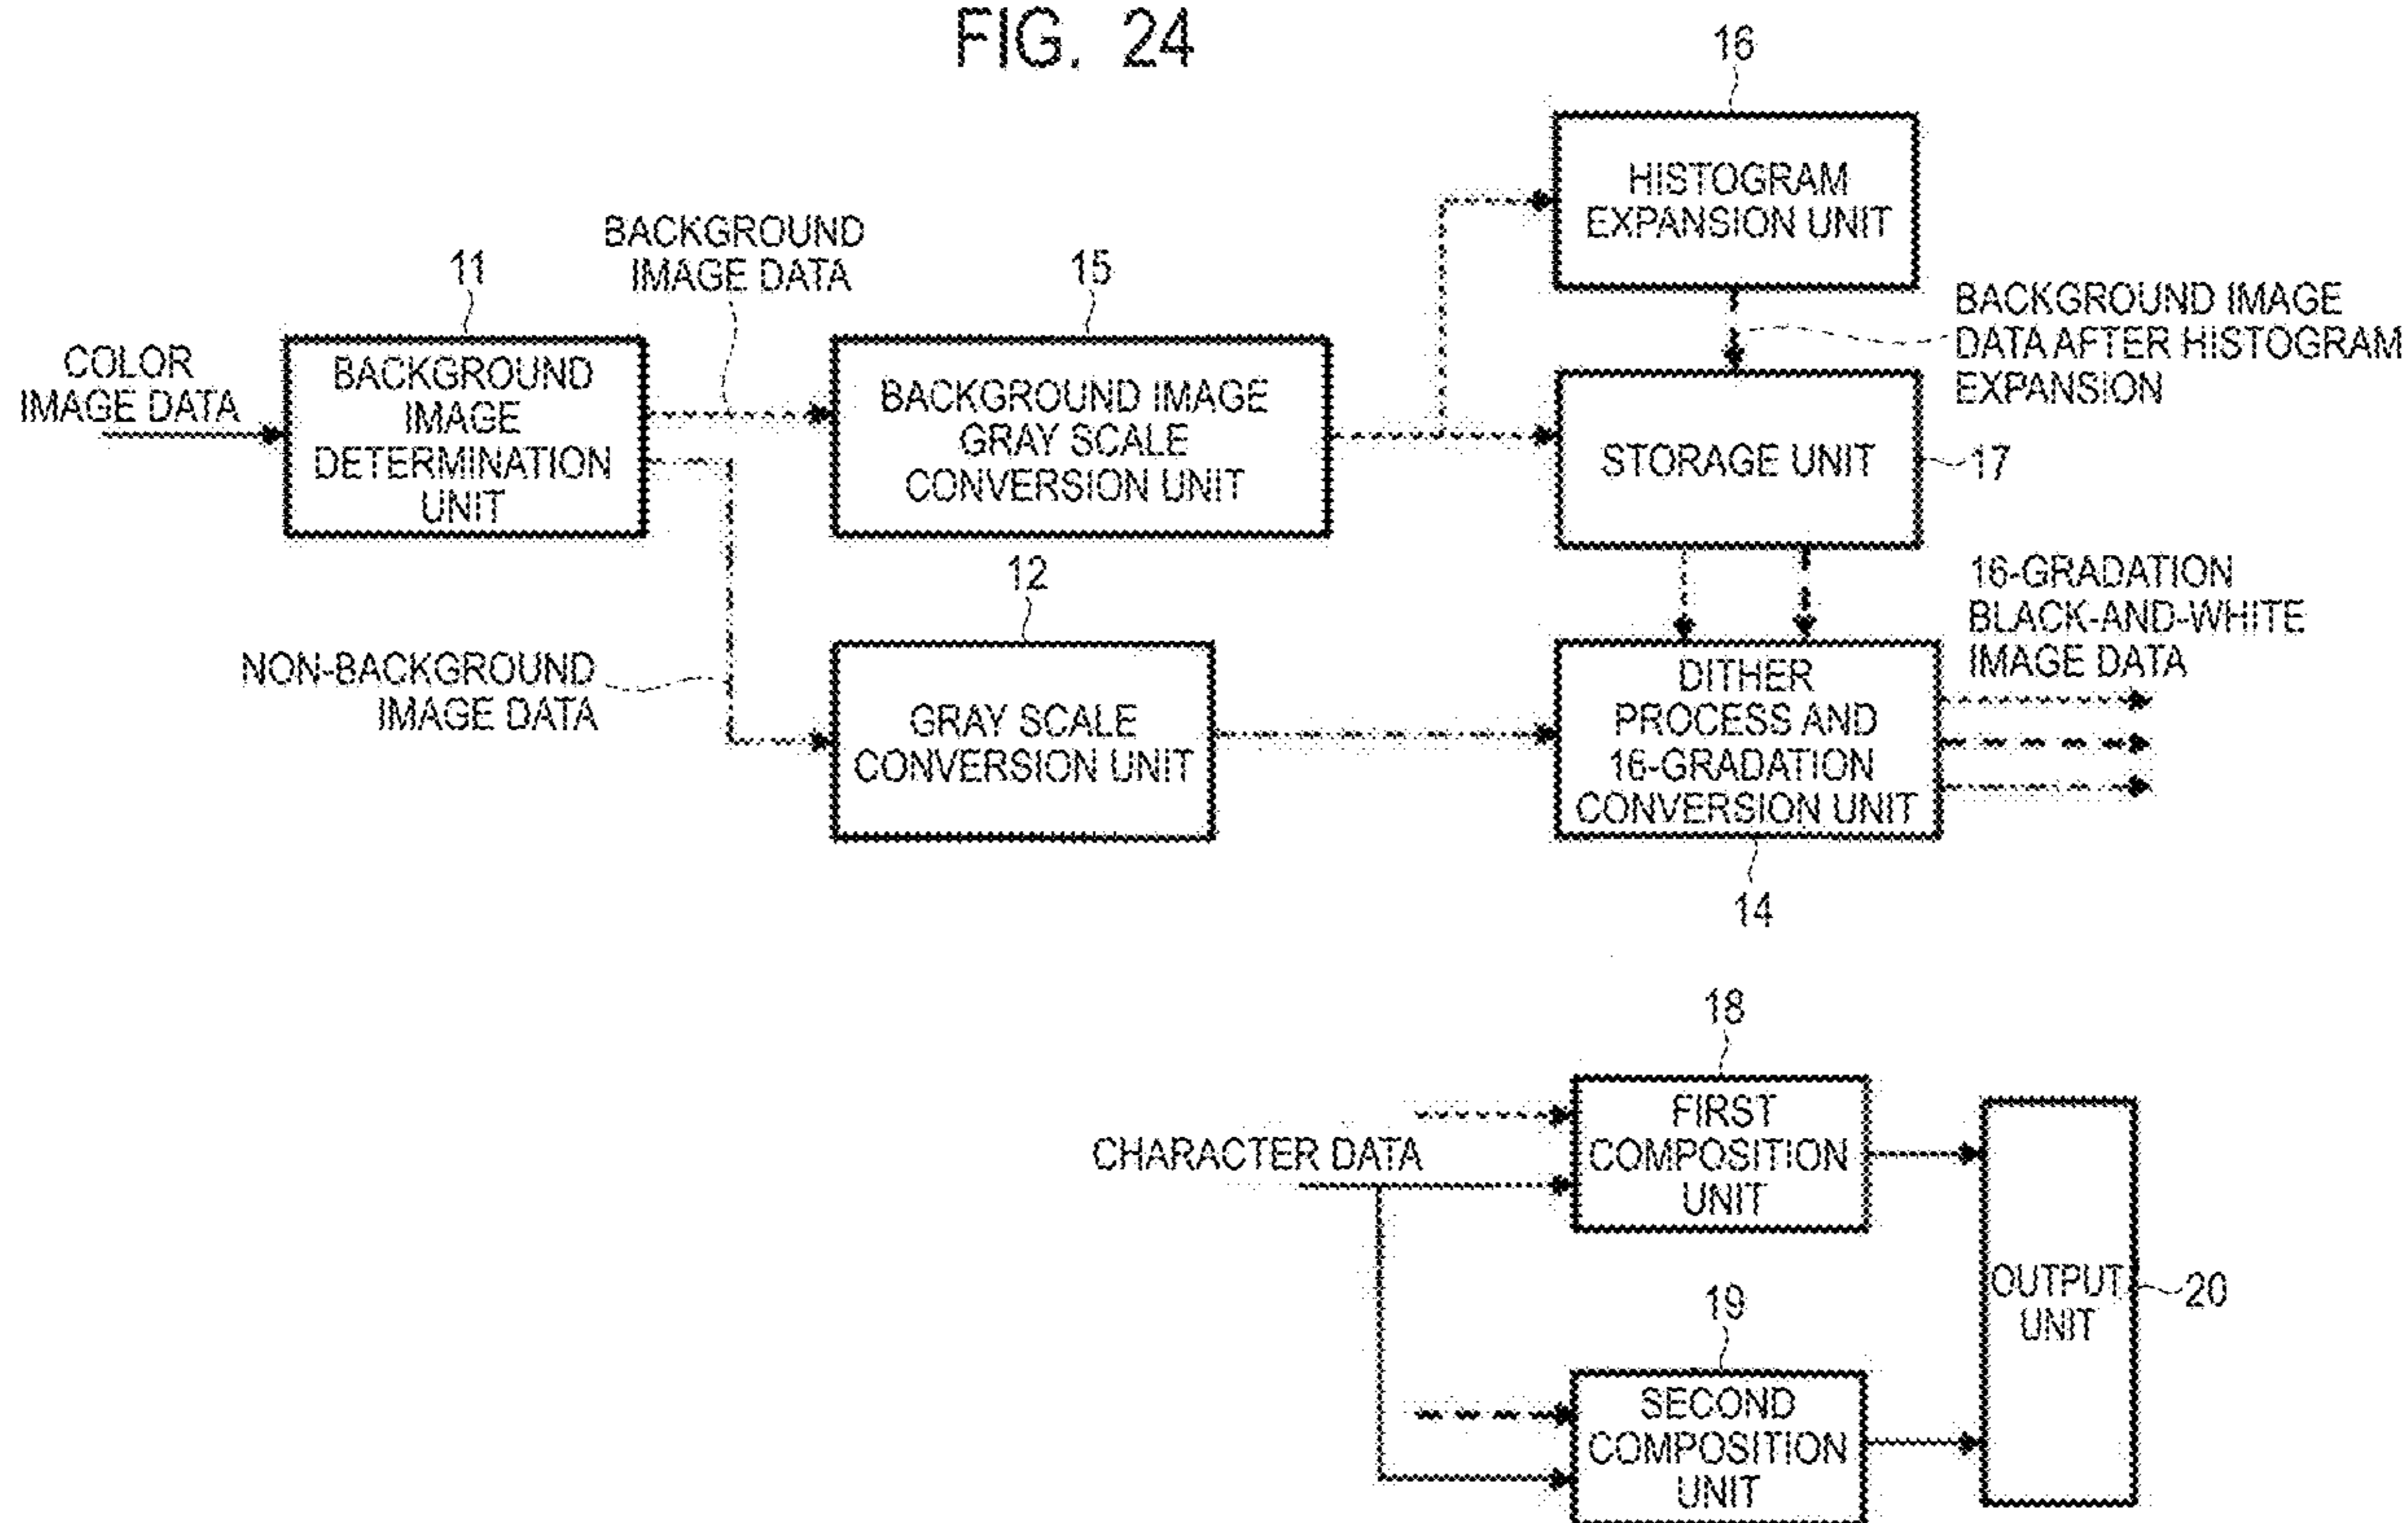 FIG. 24
16
HISTOGRAM
EXPANSION UNIT
BACKGROUND
IMAGE DATA
11
15
COLOR
IMAGE DATA
BACKGROUND
IMAGE
DETERMINATION
UNIT
BACKGROUND IMAGE
GRAY SCALE
CONVERSION UNIT
BACKGROUND IMAGE
DATA AFTER HISTOGRAM
EXPANSION
STORAGE UNIT
17
12
16-GRADATION
BLACK-AND-WHITE
IMAGE DATA
NON-BACKGROUND
IMAGE DATA
GRAY SCALE
CONVERSION UNIT
DITHER
PROCESS AND
16-GRADATION
CONVERSION UNIT
14
18
CHARACTER DATA
FIRST
COMPOSITION
UNIT
OUTPUT
UNIT
20
19
SECOND
COMPOSITION
UNIT